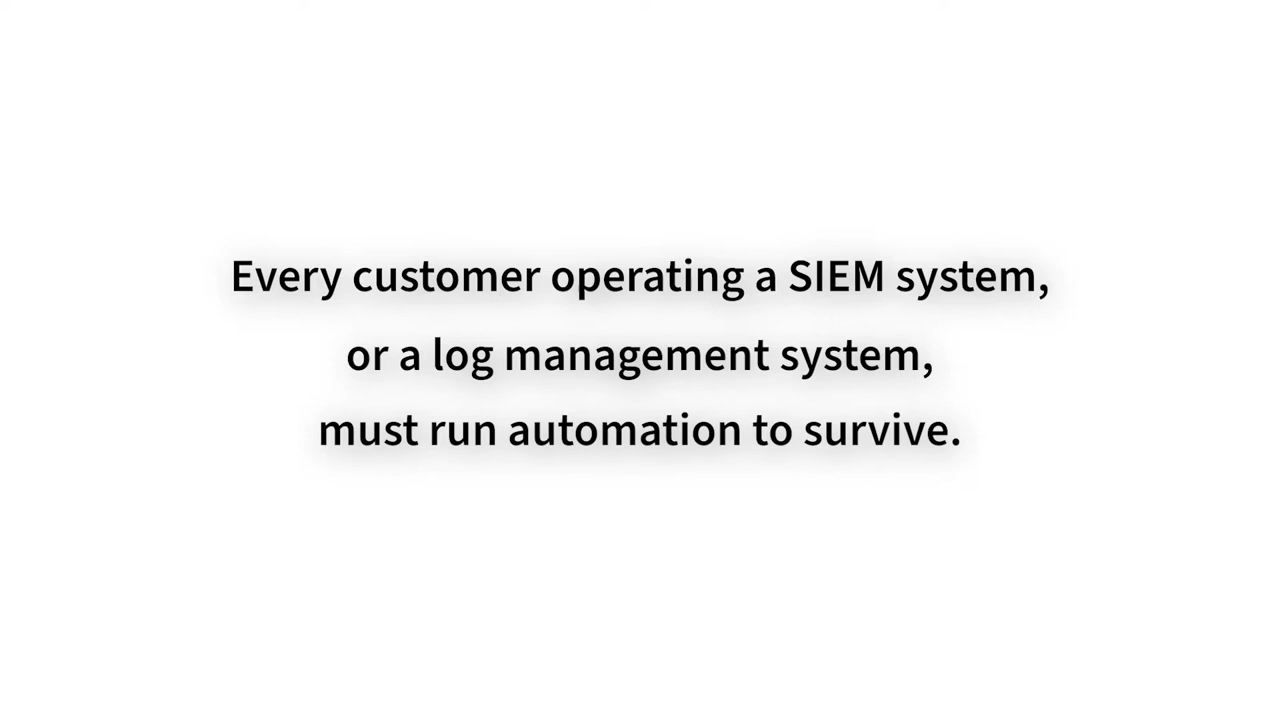 Every customer operating a SIEM system,
or a log management system,
must run automation to survive.